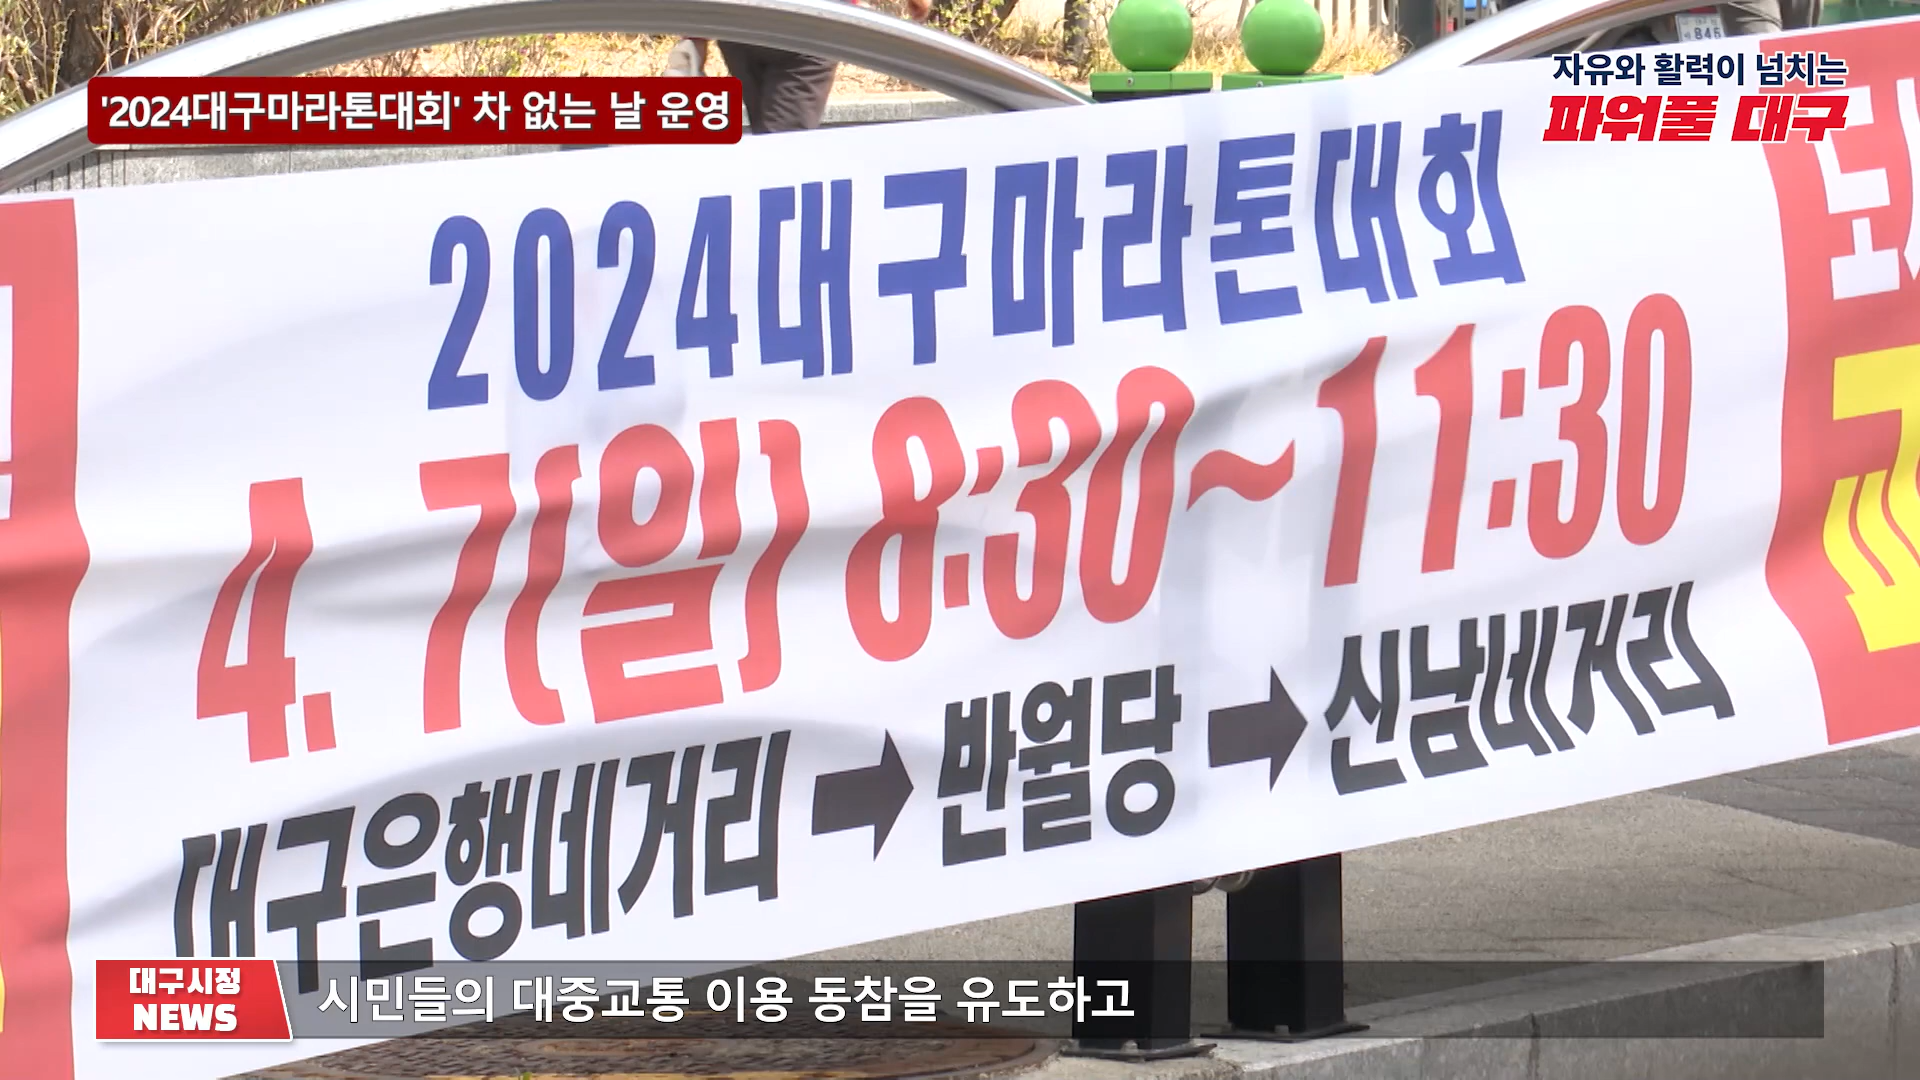 '2024대구마라톤대회' 차 없는 날 운영
자유와 활력이 넘치는
파워풀 대구
846
2024대구마라톤대회
4. 7(일) 8:30~11:30
대구은행네거리 → 반월당 → 신남네거리
대구시정
NEWS
시민들의 대중교통 이용 동참을 유도하고